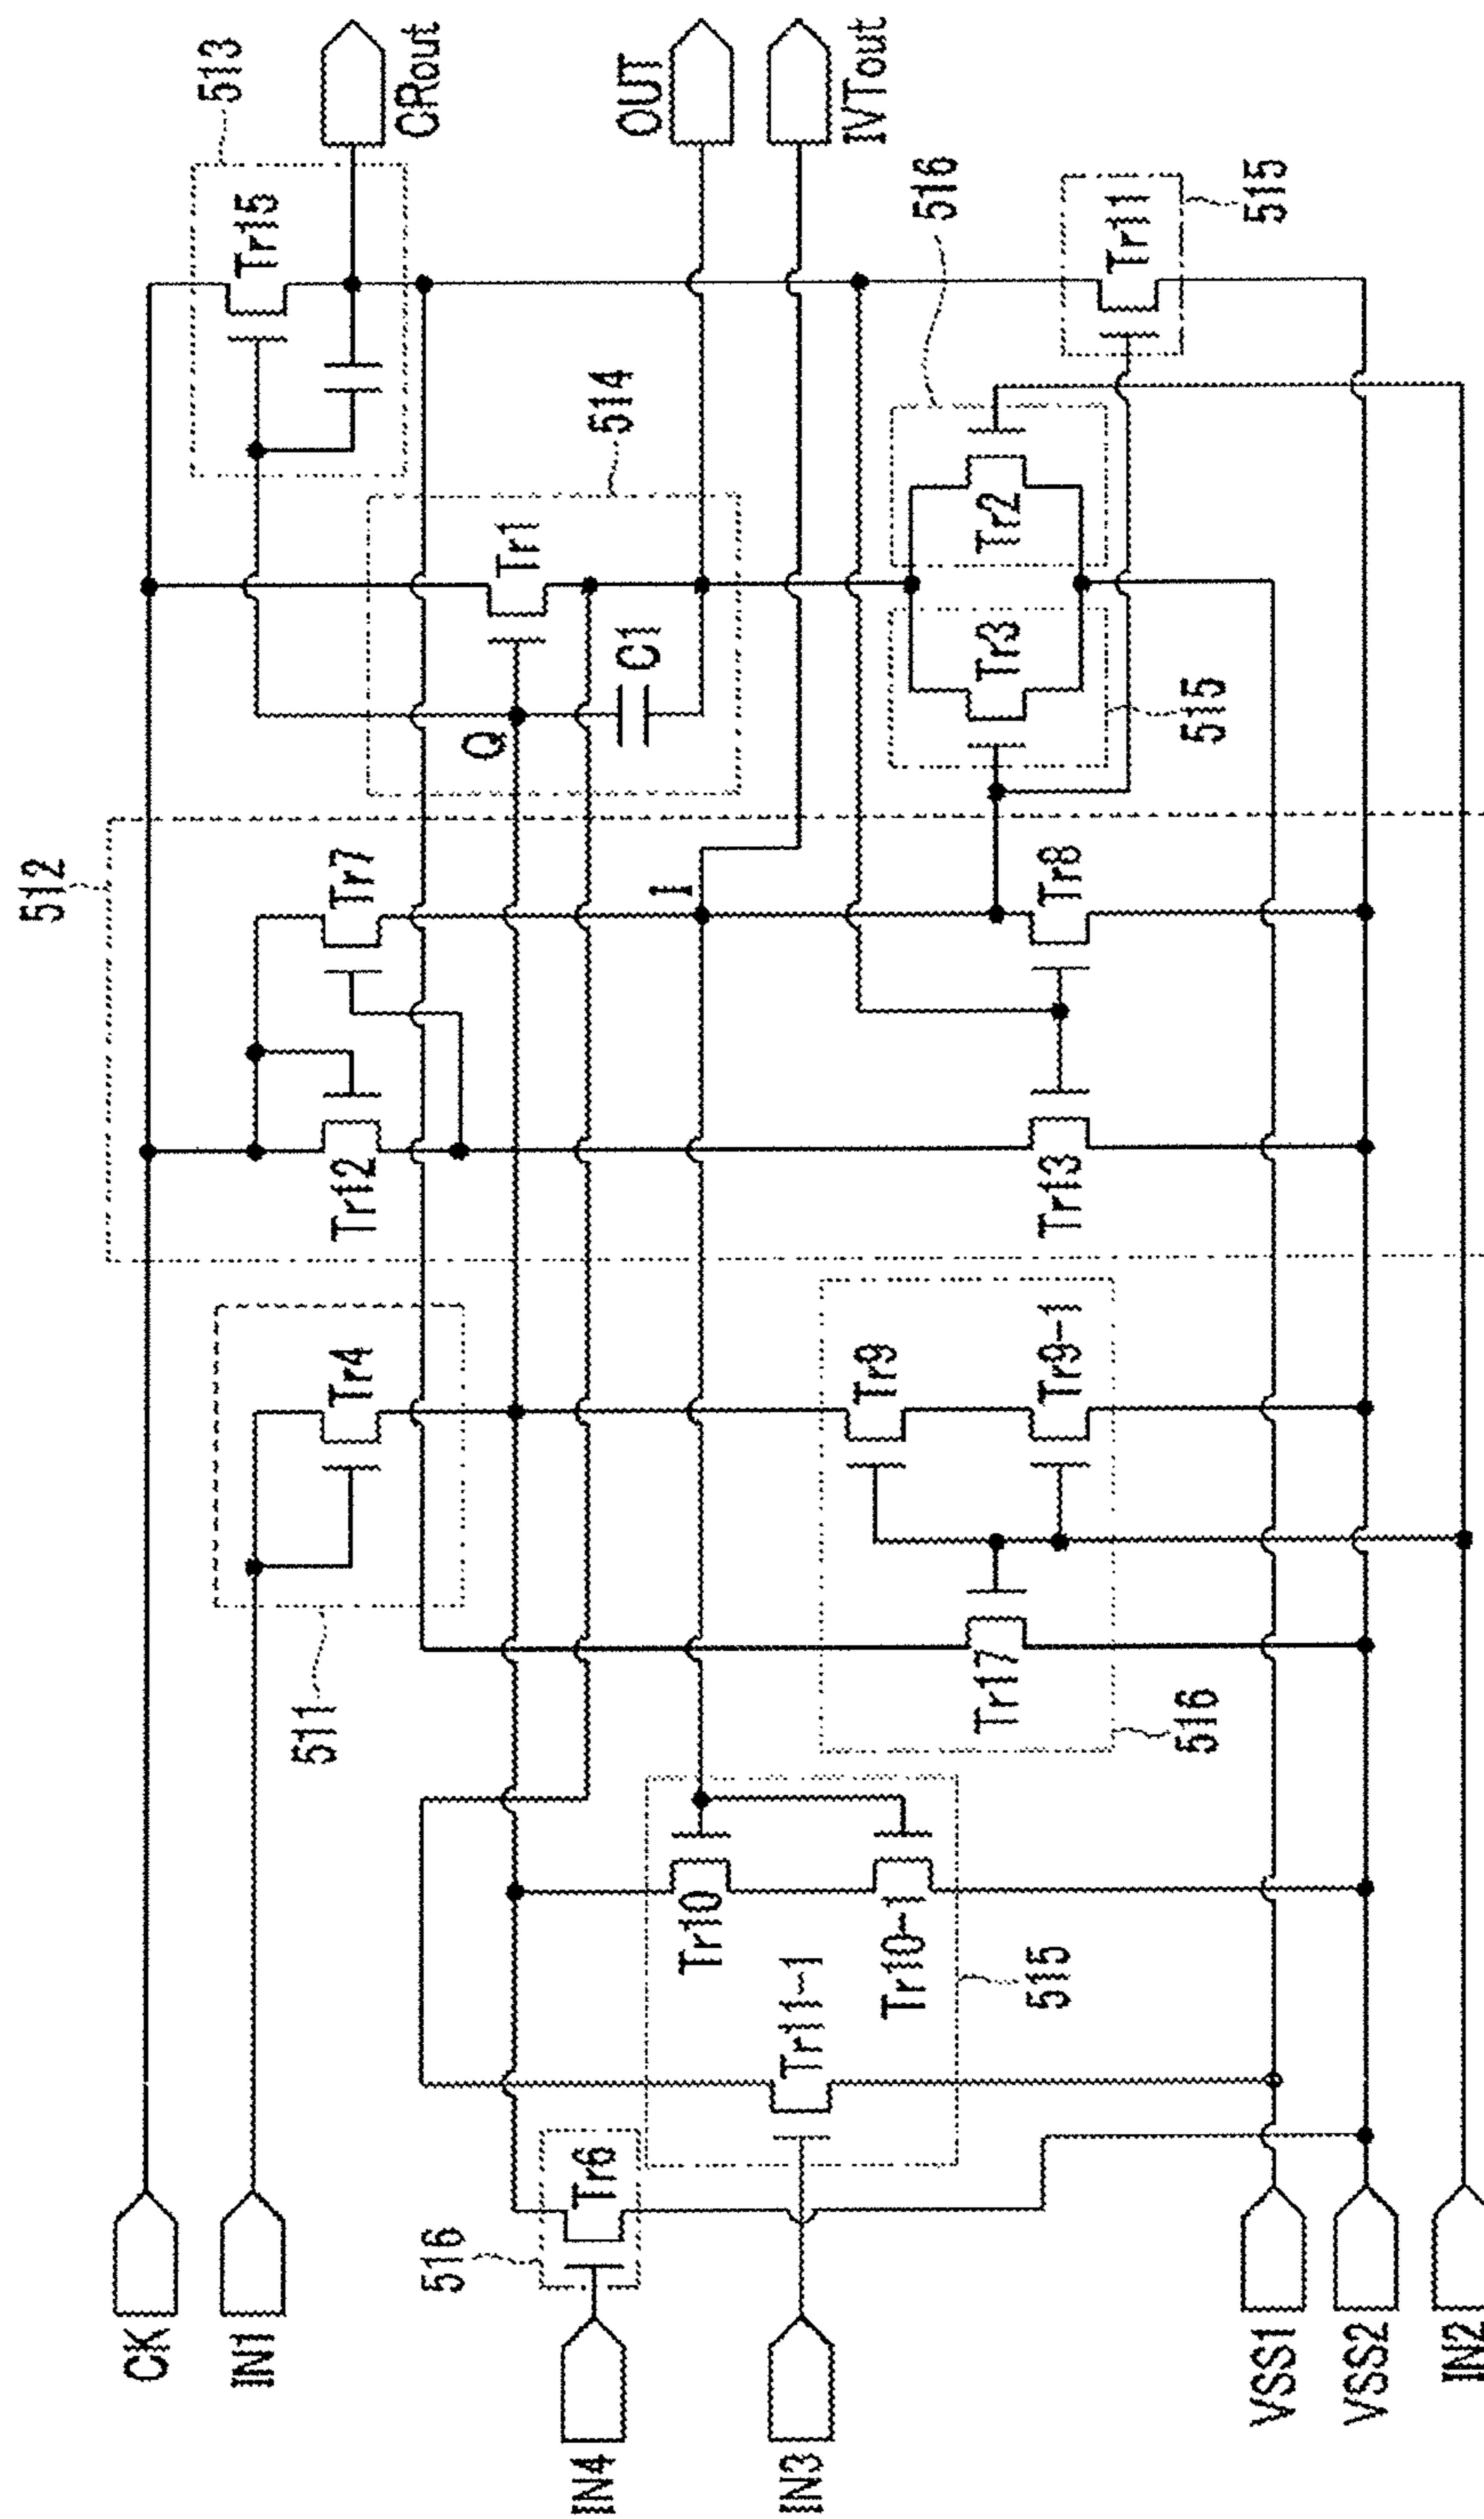 512
CK
513
IN1
Tr15
511
Tr4
Tr12
Tr7
CRout
516
Q
Tr1
IN4
Tr6
514
C1
OUT
1
Tr10
IN3
Tr11-1
IVTout
Tr9
Tr10-1
516
Tr17
Tr3
Tr2
515
Tr9-1
Tr13
Tr8
Tr11
516
515
515
VSS1
VSS2
IN2